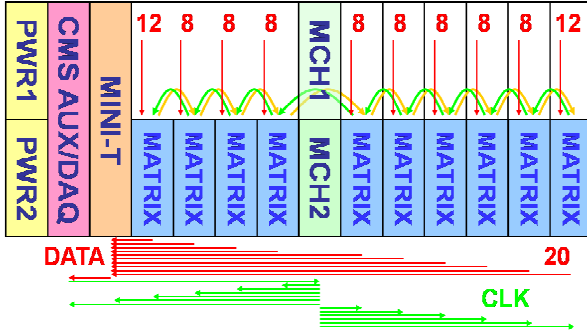 12 8 8 8 8 8 8 8 8 12
PWR1
PWR2
CMS AUX/DAQ
MINI-T
MATRIX
MATRIX
MATRIX
MATRIX
MCH1
MCH2
MATRIX
MATRIX
MATRIX
MATRIX
MATRIX
MATRIX
DATA
20
CLK